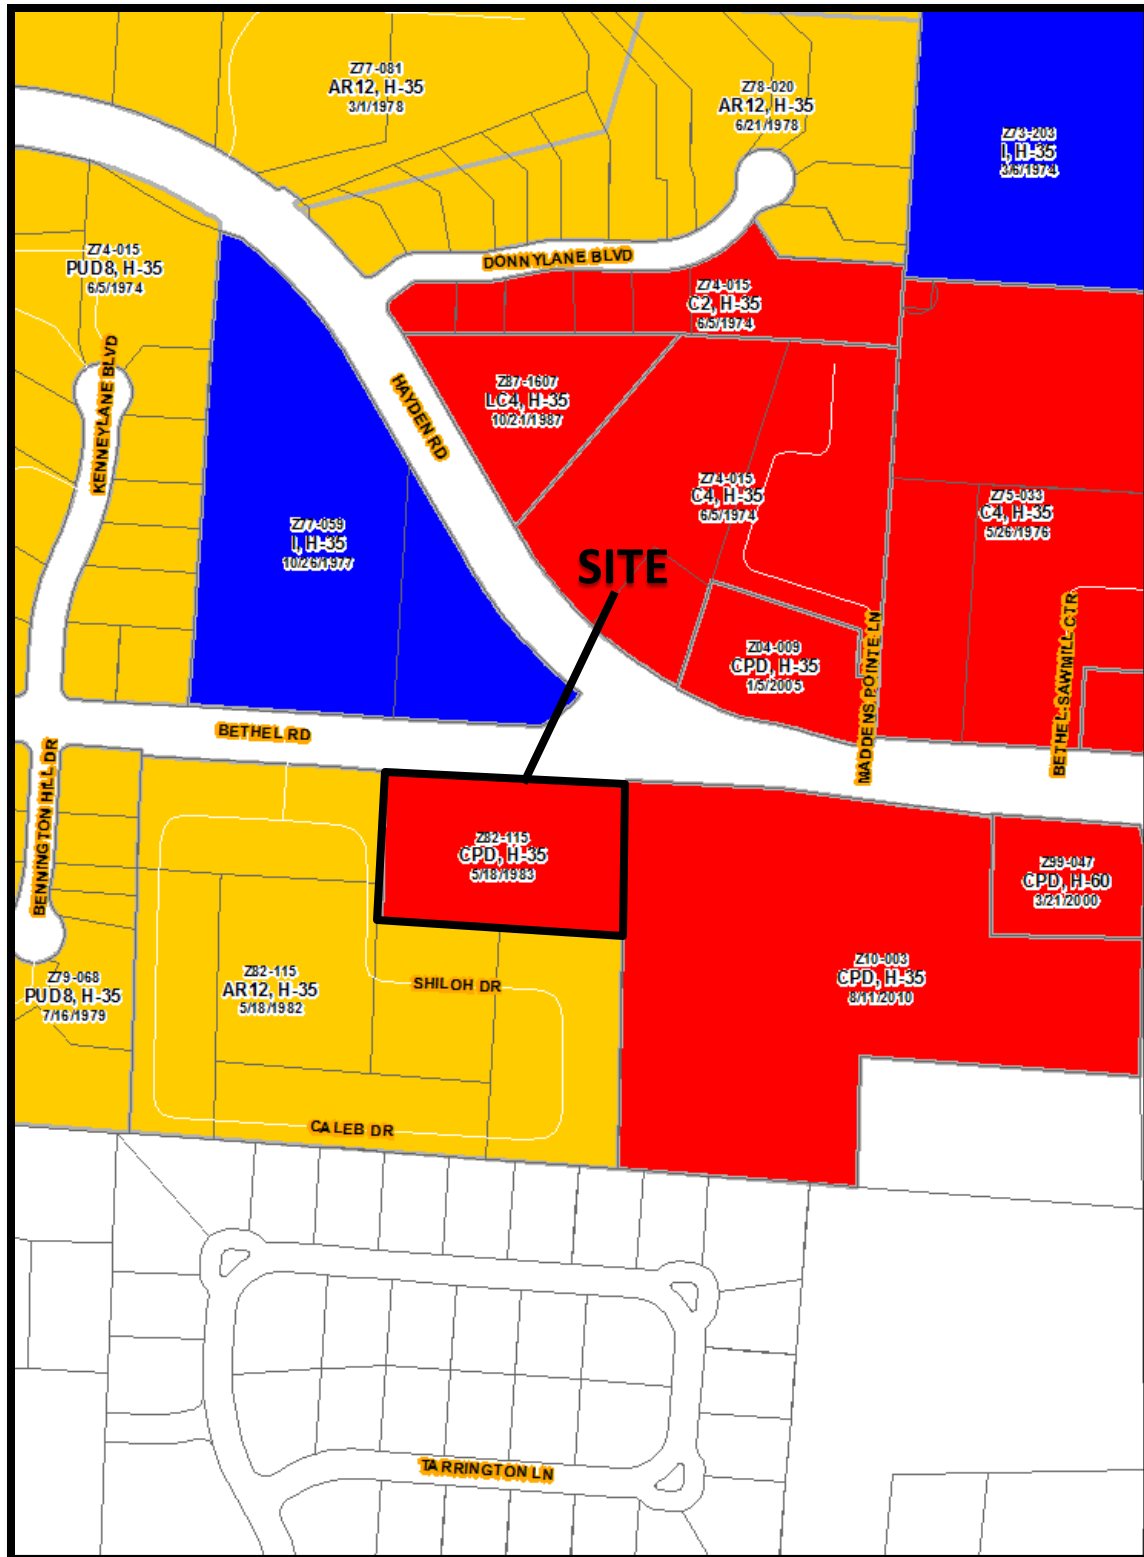 Z77-081
AR12, H-35
3/1/1978
Z78-020
AR12, H-35
6/21/1978
Z73-203
I, H-35
3/6/1974
Z74-015
PUD8, H-35
6/5/1974
DONNYLANE BLVD
Z74-015
C2, H-35
6/5/1974
KENNEYLANE BLVD
HAYDEN RD
Z87-1607
LC4, H-35
10/21/1987
Z74-015
C4, H-35
6/5/1974
Z75-033
C4, H-35
5/26/1976
Z77-059
I, H-35
10/26/1977
SITE
Z04-009
CPD, H-35
1/5/2005
MADDENS POINTE LN
BETHEL SAWMILL CTR
BETHEL RD
BENNINGTON HILL DR
Z82-115
CPD, H-35
5/18/1983
Z99-047
CPD, H-60
3/21/2000
Z79-068
PUD8, H-35
7/16/1979
Z82-115
AR12, H-35
5/18/1982
SHILOH DR
Z10-003
CPD, H-35
8/11/2010
CALEB DR
TARRINGTON LN